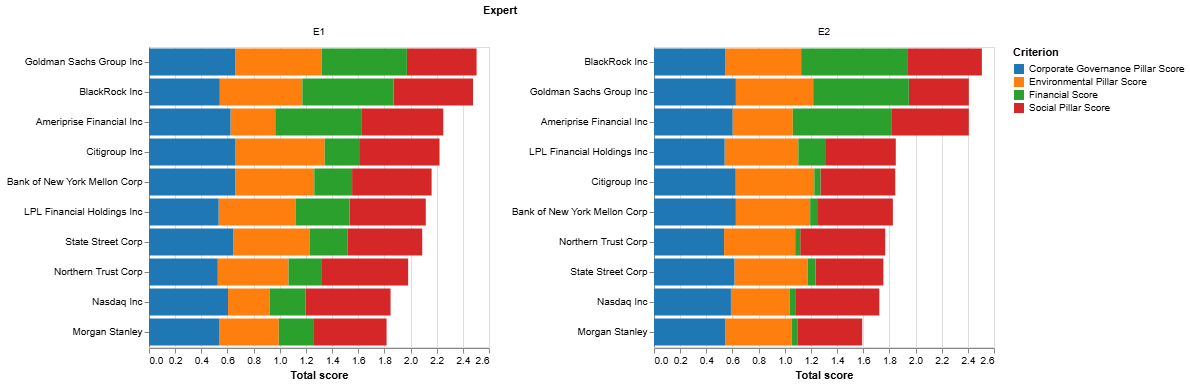 Expert
E1
Goldman Sachs Group Inc
BlackRock Inc
Ameriprise Financial Inc
Citigroup Inc
Bank of New York Mellon Corp
LPL Financial Holdings Inc
State Street Corp
Northern Trust Corp
Nasdaq Inc
Morgan Stanley
0.0 0.2 0.4 0.6 0.8 1.0 1.2 1.4 1.6 1.8 2.0 2.2 2.4 2.6
Total score
E2
BlackRock Inc
Goldman Sachs Group Inc
Ameriprise Financial Inc
LPL Financial Holdings Inc
Citigroup Inc
Bank of New York Mellon Corp
Northern Trust Corp
State Street Corp
Nasdaq Inc
Morgan Stanley
0.0 0.2 0.4 0.6 0.8 1.0 1.2 1.4 1.6 1.8 2.0 2.2 2.4 2.6
Total score
Criterion
Corporate Governance Pillar Score
Environmental Pillar Score
Financial Score
Social Pillar Score